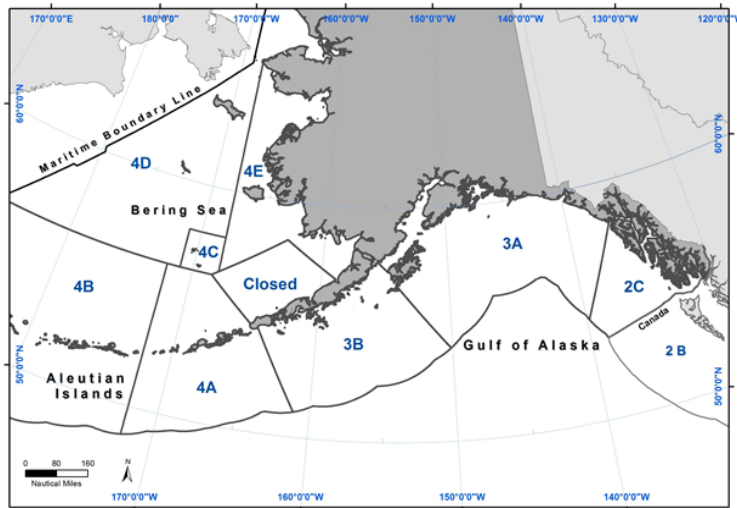 170°0'0"E 180°0'0" 170°0'0"W 160°0'0"W 150°0'0"W 140°0'0"W 130°0'0"W 120°0'0"W
60°0'0"N
60°0'0"N
Maritime Boundary Line
4D
4E
Bering Sea
4C
3A
Closed
4B
2C
Canada
3B
Gulf of Alaska
2 B
50°0'0"N
50°0'0"N
Aleutian
Islands
4A
0 80 160
Nautical Miles
N
170°0'0"W 160°0'0"W 150°0'0"W 140°0'0"W